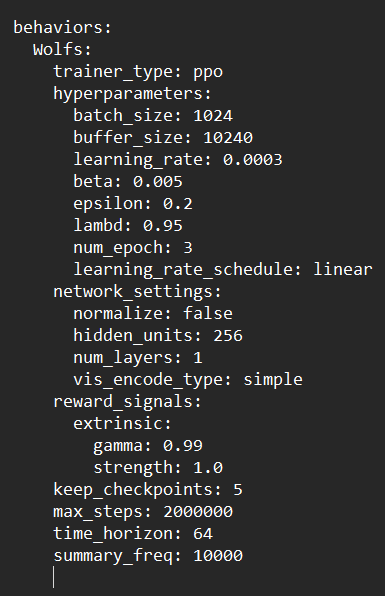 behaviors:
  Wolfs:
    trainer_type: ppo
    hyperparameters:
      batch_size: 1024
      buffer_size: 10240
      learning_rate: 0.0003
      beta: 0.005
      epsilon: 0.2
      lambd: 0.95
      num_epoch: 3
      learning_rate_schedule: linear
    network_settings:
      normalize: false
      hidden_units: 256
      num_layers: 1
      vis_encode_type: simple
    reward_signals:
      extrinsic:
        gamma: 0.99
        strength: 1.0
    keep_checkpoints: 5
    max_steps: 2000000
    time_horizon: 64
    summary_freq: 10000